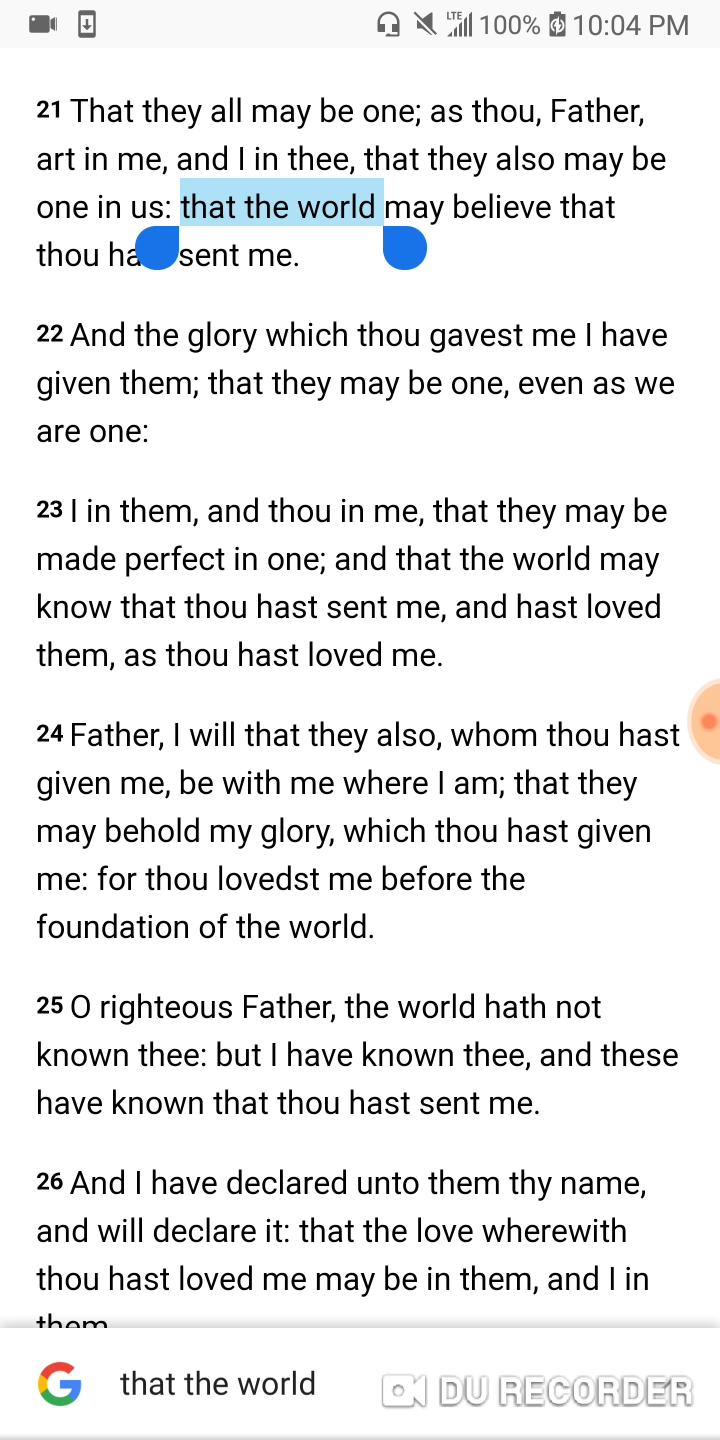 LTE 100% 10:04 PM
21 That they all may be one; as thou, Father,
art in me, and I in thee, that they also may be
one in us: that the world may believe that
thou ha sent me.
22 And the glory which thou gavest me I have
given them; that they may be one, even as we
are one:
23 I in them, and thou in me, that they may be
made perfect in one; and that the world may
know that thou hast sent me, and hast loved
them, as thou hast loved me.
24 Father, I will that they also, whom thou hast
given me, be with me where I am; that they
may behold my glory, which thou hast given
me: for thou lovedst me before the
foundation of the world.
25 O righteous Father, the world hath not
known thee: but I have known thee, and these
have known that thou hast sent me.
26 And I have declared unto them thy name,
and will declare it: that the love wherewith
thou hast loved me may be in them, and I in
them
that the world
DU RECORDER